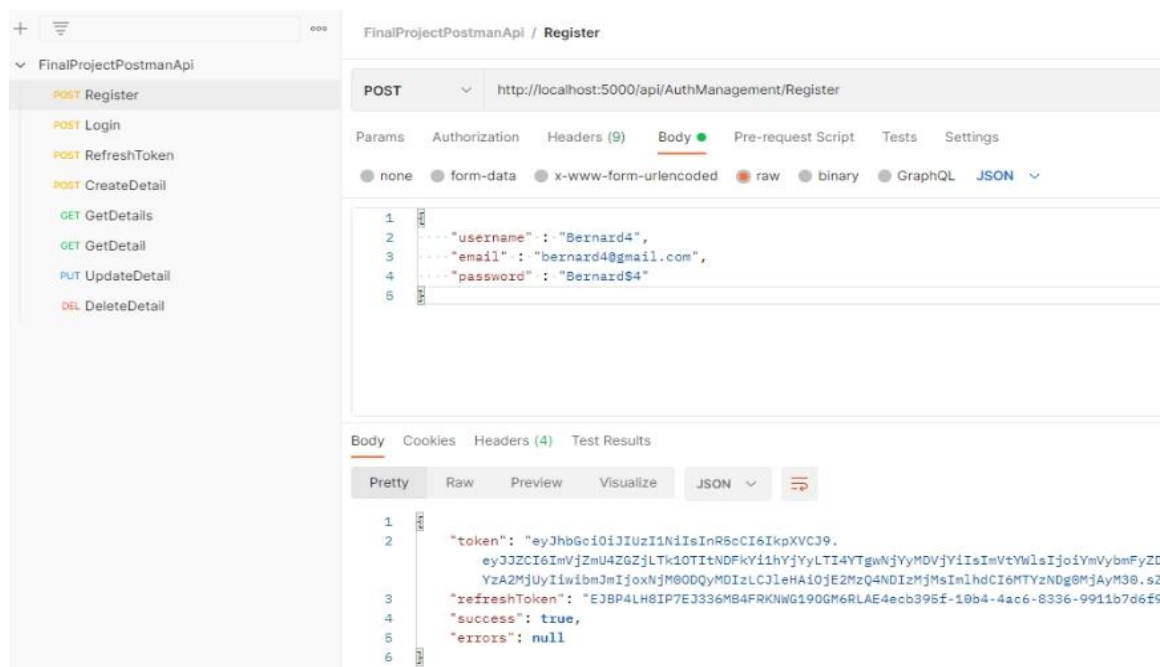 FinalProjectPostmanApi / Register
FinalProjectPostmanApi
POST Register
POST Login
POST RefreshToken
POST CreateDetail
GET GetDetails
GET GetDetail
PUT UpdateDetail
DEL DeleteDetail
POST http://localhost:5000/api/AuthManagement/Register
Params Authorization Headers (9) Body Pre-request Script Tests Settings
none form-data x-www-form-urlencoded raw binary GraphQL JSON
1 {
2 "username" : "Bernard4",
3 "email" : "bernard4@gmail.com",
4 "password" : "Bernard$4"
5 }
Body Cookies Headers (4) Test Results
Pretty Raw Preview Visualize JSON
1 {
2 "token": "eyJhbGciOiJIUzI1NiIsInR5cCI6IkpXVCJ9.
3 "refreshToken":
4 "success": true,
5 "errors": null
6 }